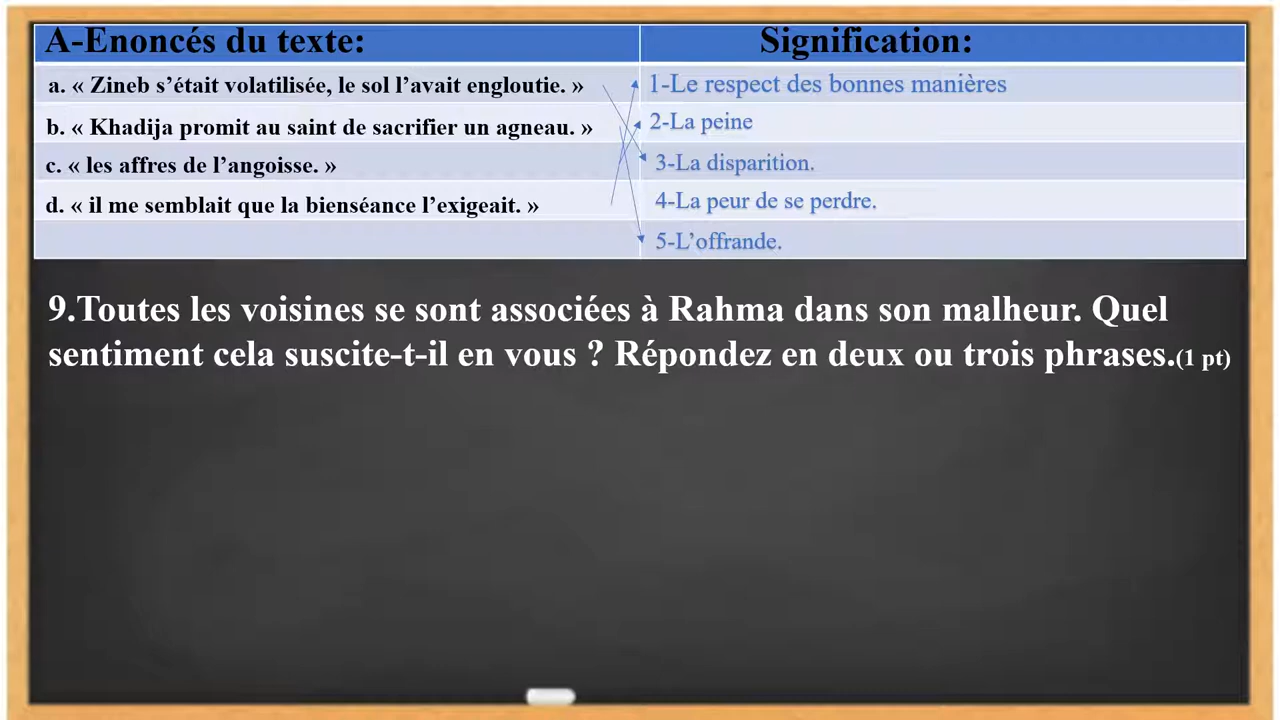 A-Enoncés du texte:
Signification:
a. « Zineb s’était volatilisée, le sol l’avait engloutie. »
1-Le respect des bonnes manières
b. « Khadija promit au saint de sacrifier un agneau. »
2-La peine
c. « les affres de l’angoisse. »
3-La disparition.
d. « il me semblait que la bienséance l’exigeait. »
4-La peur de se perdre.
5-L’offrande.
9.Toutes les voisines se sont associées à Rahma dans son malheur. Quel
sentiment cela suscite-t-il en vous ? Répondez en deux ou trois phrases.(1 pt)